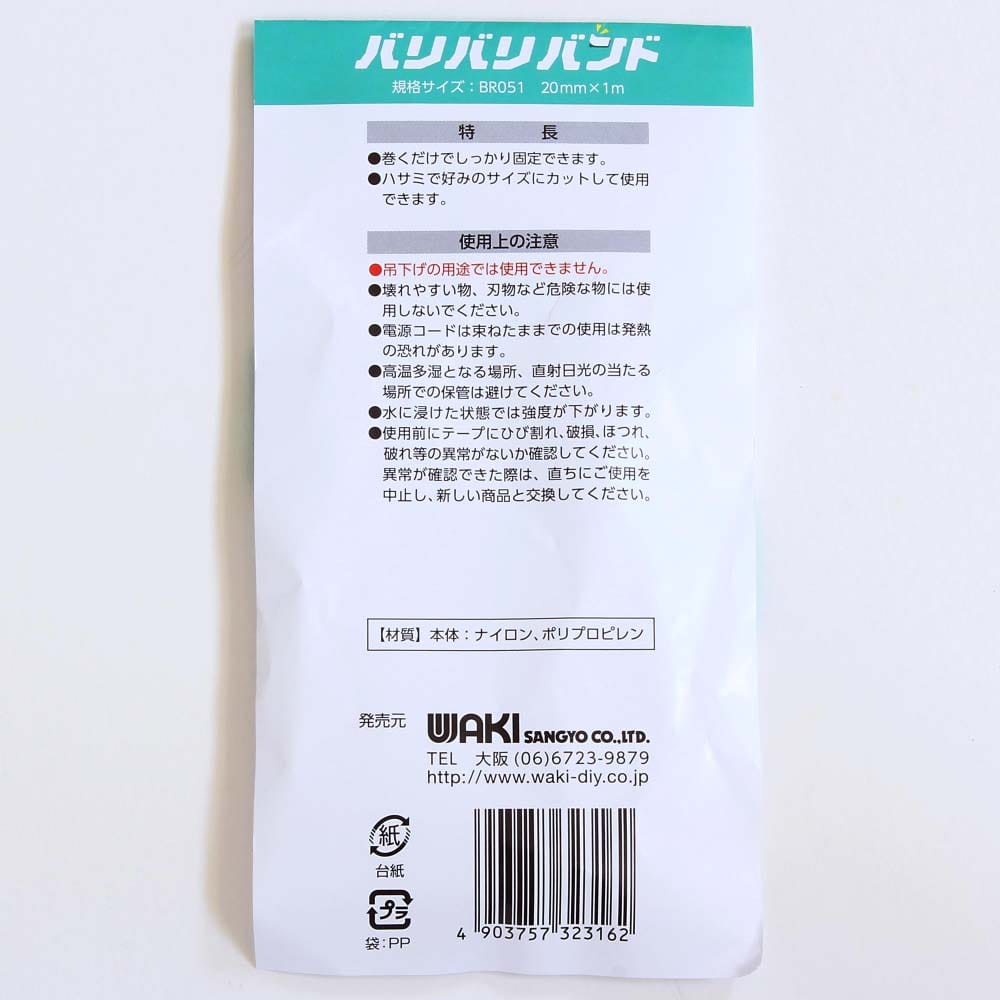 バリバリバンド
規格サイズ：BR051　20mm×1m
特　長
●巻くだけでしっかり固定できます。
●ハサミで好みのサイズにカットして使用
できます。
使用上の注意
●吊下げの用途では使用できません。
●壊れやすい物、刃物など危険な物には使
用しないでください。
●電源コードは束ねたままでの使用は発熱
の恐れがあります。
●高温多湿となる場所、直射日光の当たる
場所での保管は避けてください。
●水に浸けた状態では強度が下がります。
●使用前にテープにひび割れ、破損、ほつれ、
破れ等の異常がないか確認してください。
異常が確認できた際は、直ちにご使用を
中止し、新しい商品と交換してください。
【材質】本体：ナイロン、ポリプロピレン
発売元 WAKI SANGYO CO.,LTD.
TEL　大阪(06)6723-9879
http://www.waki-diy.co.jp
紙
台紙
プラ
袋：PP
4 903757 323162